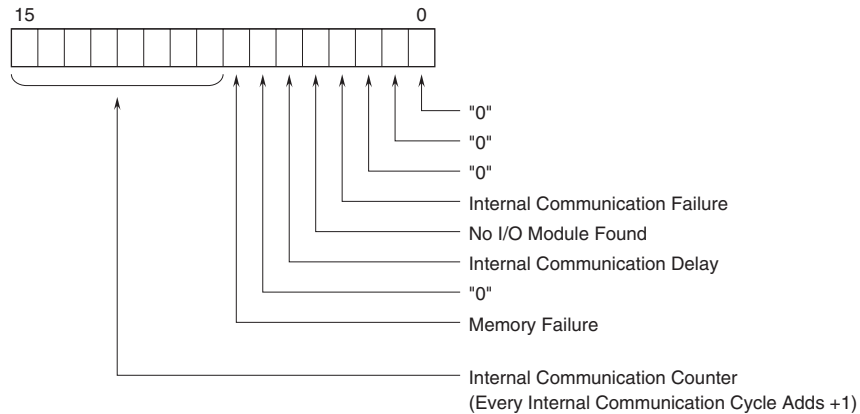 15 0
"0"
"0"
"0"
Internal Communication Failure
No I/O Module Found
Internal Communication Delay
"0"
Memory Failure
Internal Communication Counter
(Every Internal Communication Cycle Adds +1)